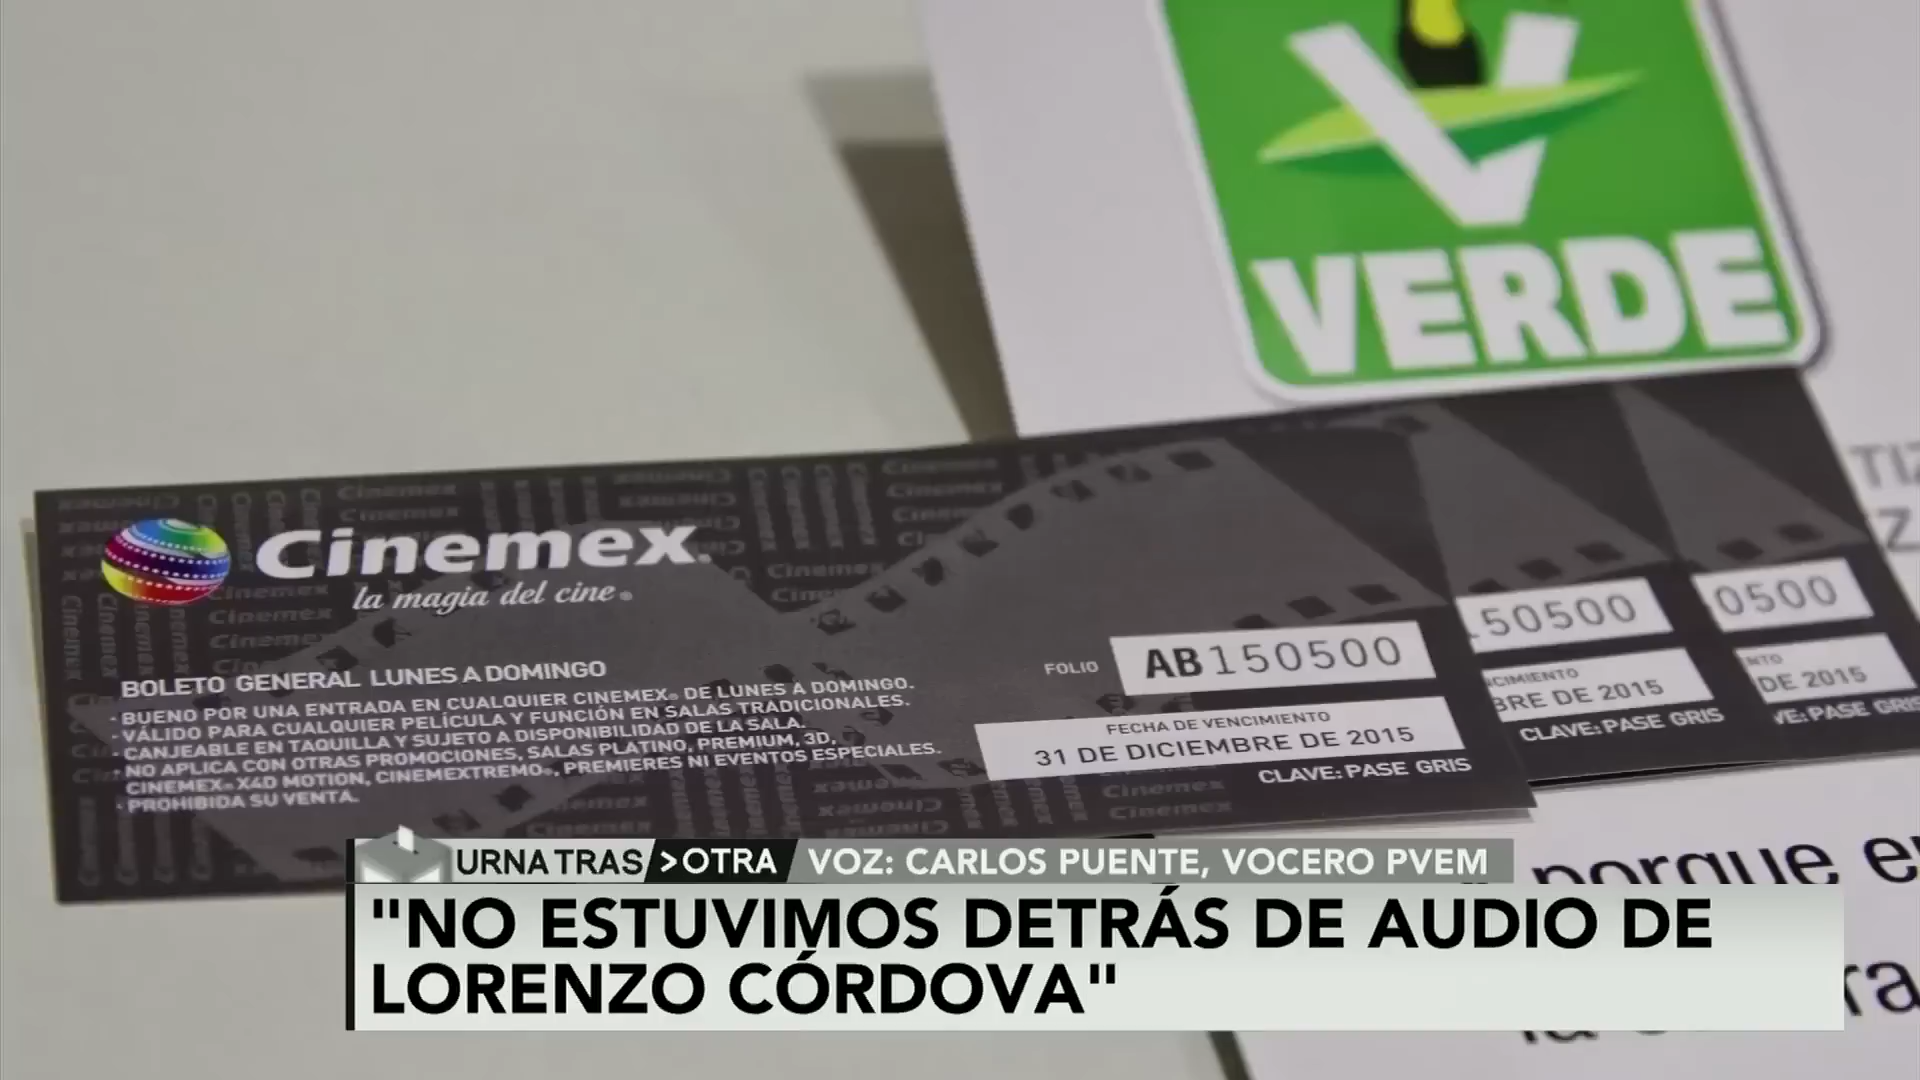 VERDE
Cinemex®
la magia del cine®
BOLETO GENERAL LUNES A DOMINGO
- BUENO POR UNA ENTRADA EN CUALQUIER CINEMEX® DE LUNES A DOMINGO.
- VÁLIDO PARA CUALQUIER PELÍCULA Y FUNCIÓN EN SALAS TRADICIONALES.
- CANJEABLE EN TAQUILLA Y SUJETO A DISPONIBILIDAD DE LA SALA.
- NO APLICA CON OTRAS PROMOCIONES, SALAS PLATINO, PREMIUM, 3D,
CINEMEX® X4D MOTION, CINEMEXTREMO®, PREMIERES NI EVENTOS ESPECIALES.
- PROHIBIDA SU VENTA.
FOLIO AB150500
FECHA DE VENCIMIENTO
31 DE DICIEMBRE DE 2015
CLAVE: PASE GRIS
150500
CIMIENTO
BRE DE 2015
CLAVE: PASE GRIS
0500
NTO
DE 2015
VE: PASE GRIS
porque
URNA TRAS >OTRA VOZ: CARLOS PUENTE, VOCERO PVEM
"NO ESTUVIMOS DETRÁS DE AUDIO DE
LORENZO CÓRDOVA"